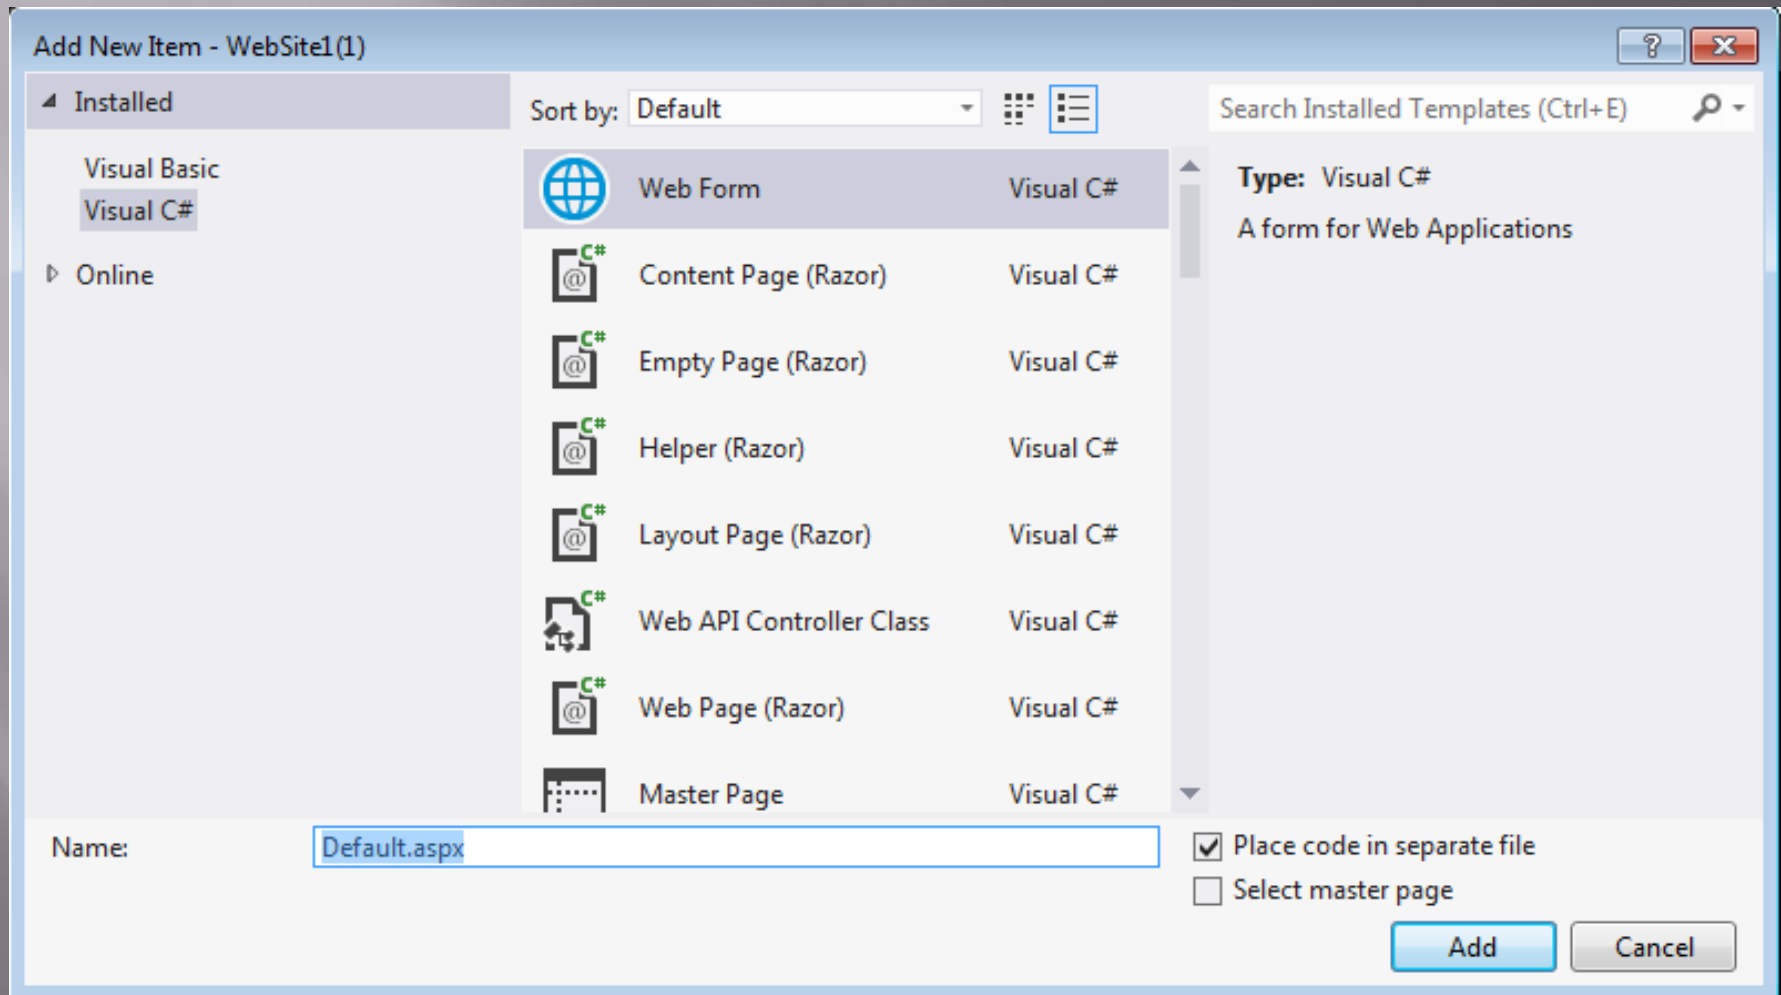 Add New Item - WebSite1(1)
Installed
Visual Basic
Visual C#
Online
Sort by: Default
Search Installed Templates (Ctrl+E)
Web Form Visual C#
C# @ Content Page (Razor) Visual C#
C# @ Empty Page (Razor) Visual C#
C# @ Helper (Razor) Visual C#
C# @ Layout Page (Razor) Visual C#
C# Web API Controller Class Visual C#
C# @ Web Page (Razor) Visual C#
Master Page Visual C#
Type: Visual C#
A form for Web Applications
Name: Default.aspx
Place code in separate file
Select master page
Add Cancel